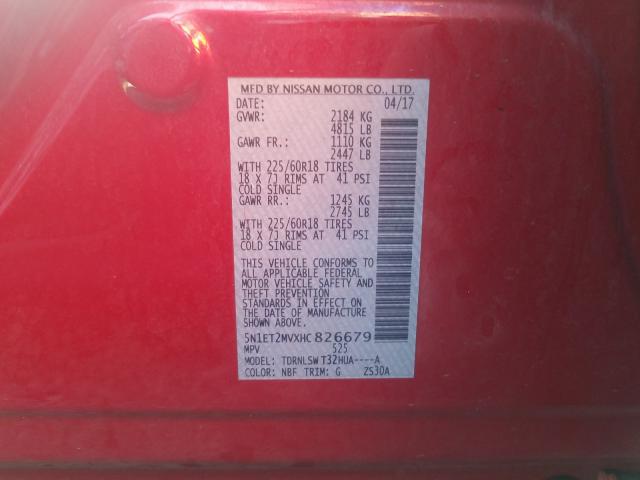 MFD BY NISSAN MOTOR CO., LTD.
DATE: 04/17
GVWR: 2184 KG
4815 LB
GAWR FR.: 1110 KG
2447 LB
WITH 225/60R18 TIRES
18 X 7J RIMS AT 41 PSI
COLD SINGLE
GAWR RR.: 1245 KG
2745 LB
WITH 225/60R18 TIRES
18 X 7J RIMS AT 41 PSI
COLD SINGLE
THIS VEHICLE CONFORMS TO
ALL APPLICABLE FEDERAL
MOTOR VEHICLE SAFETY AND
THEFT PREVENTION
STANDARDS IN EFFECT ON
THE DATE OF MANUFACTURE
SHOWN ABOVE.
5N1ET2MVXHC 826679
MPV 525
MODEL: TDRNLSW T32HUA----A
COLOR: NBF TRIM: G ZS30A